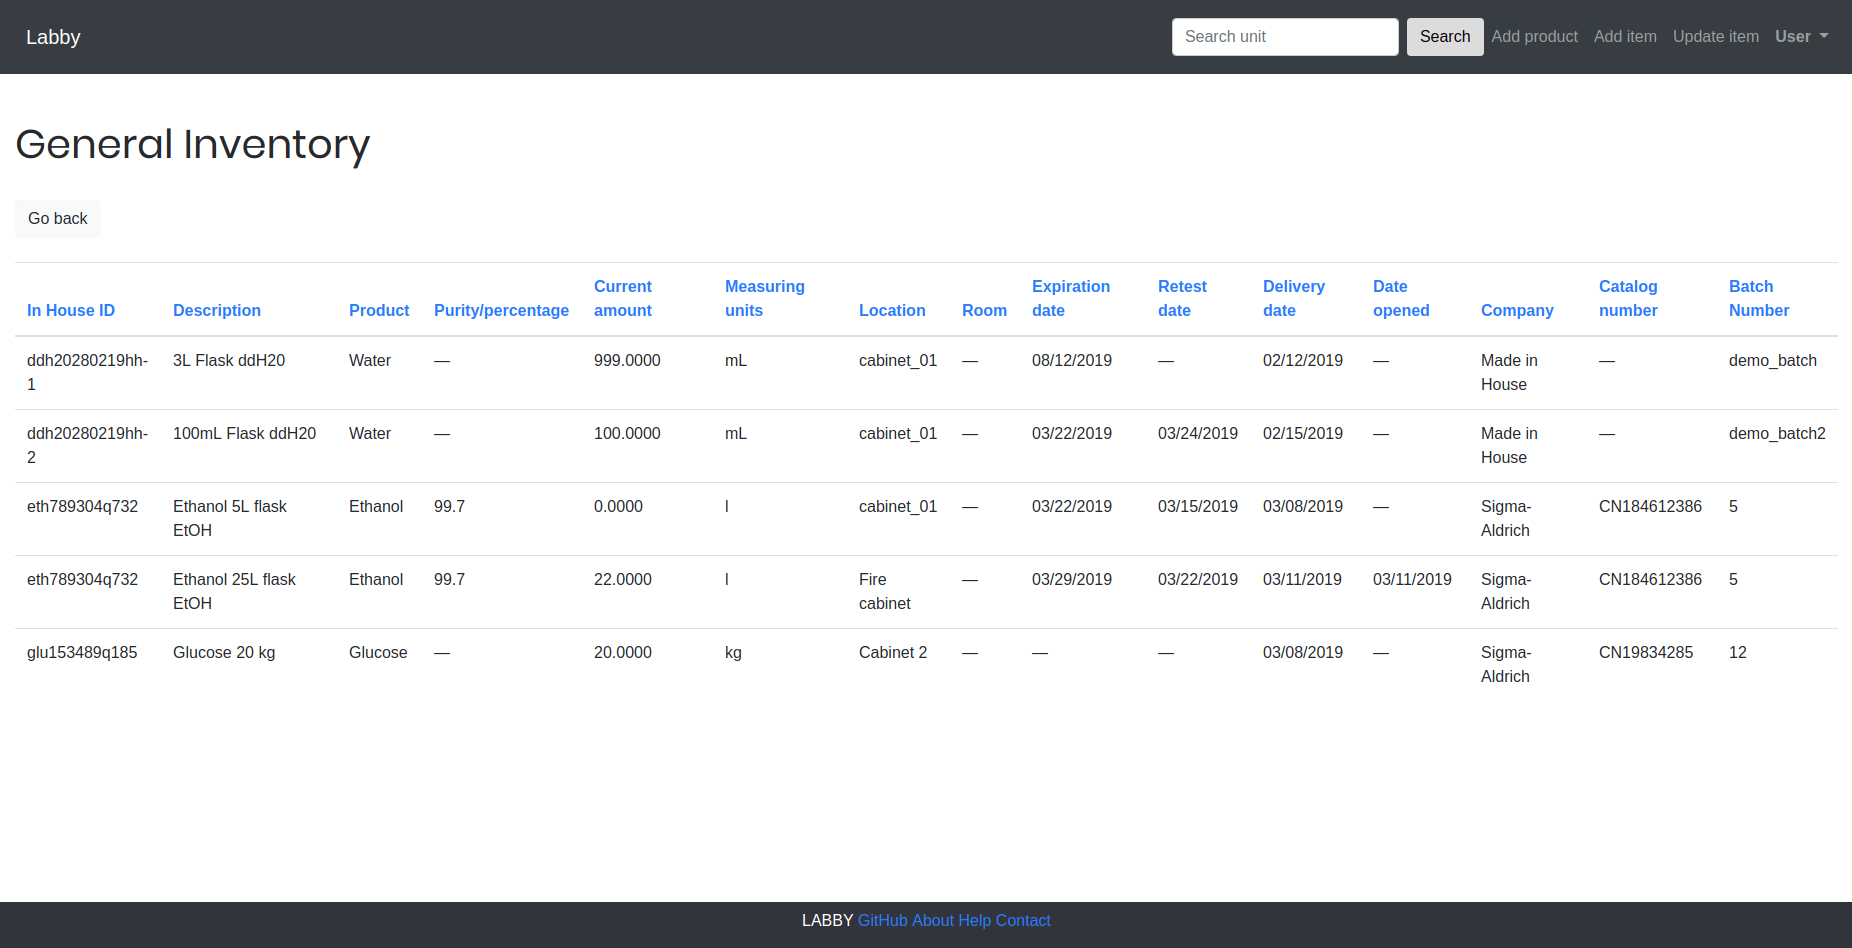 Labby
Search unit Search Add product Add item Update item User
General Inventory
Go back
Current Measuring Expiration Retest Delivery Date Catalog Batch
In House ID Description Product Purity/percentage amount units Location Room date date date opened Company number Number
ddh20280219hh- 3L Flask ddH20 Water — 999.0000 mL cabinet_01 — 08/12/2019 — 02/12/2019 — Made in — demo_batch
1 House
ddh20280219hh- 100mL Flask ddH20 Water — 100.0000 mL cabinet_01 — 03/22/2019 03/24/2019 02/15/2019 — Made in — demo_batch2
2 House
eth789304q732 Ethanol 5L flask Ethanol 99.7 0.0000 l cabinet_01 — 03/22/2019 03/15/2019 03/08/2019 — Sigma- CN184612386 5
EtOH Aldrich
eth789304q732 Ethanol 25L flask Ethanol 99.7 22.0000 l Fire — 03/29/2019 03/22/2019 03/11/2019 03/11/2019 Sigma- CN184612386 5
EtOH cabinet Aldrich
glu153489q185 Glucose 20 kg Glucose — 20.0000 kg Cabinet 2 — — — 03/08/2019 — Sigma- CN19834285 12
Aldrich
LABBY GitHub About Help Contact